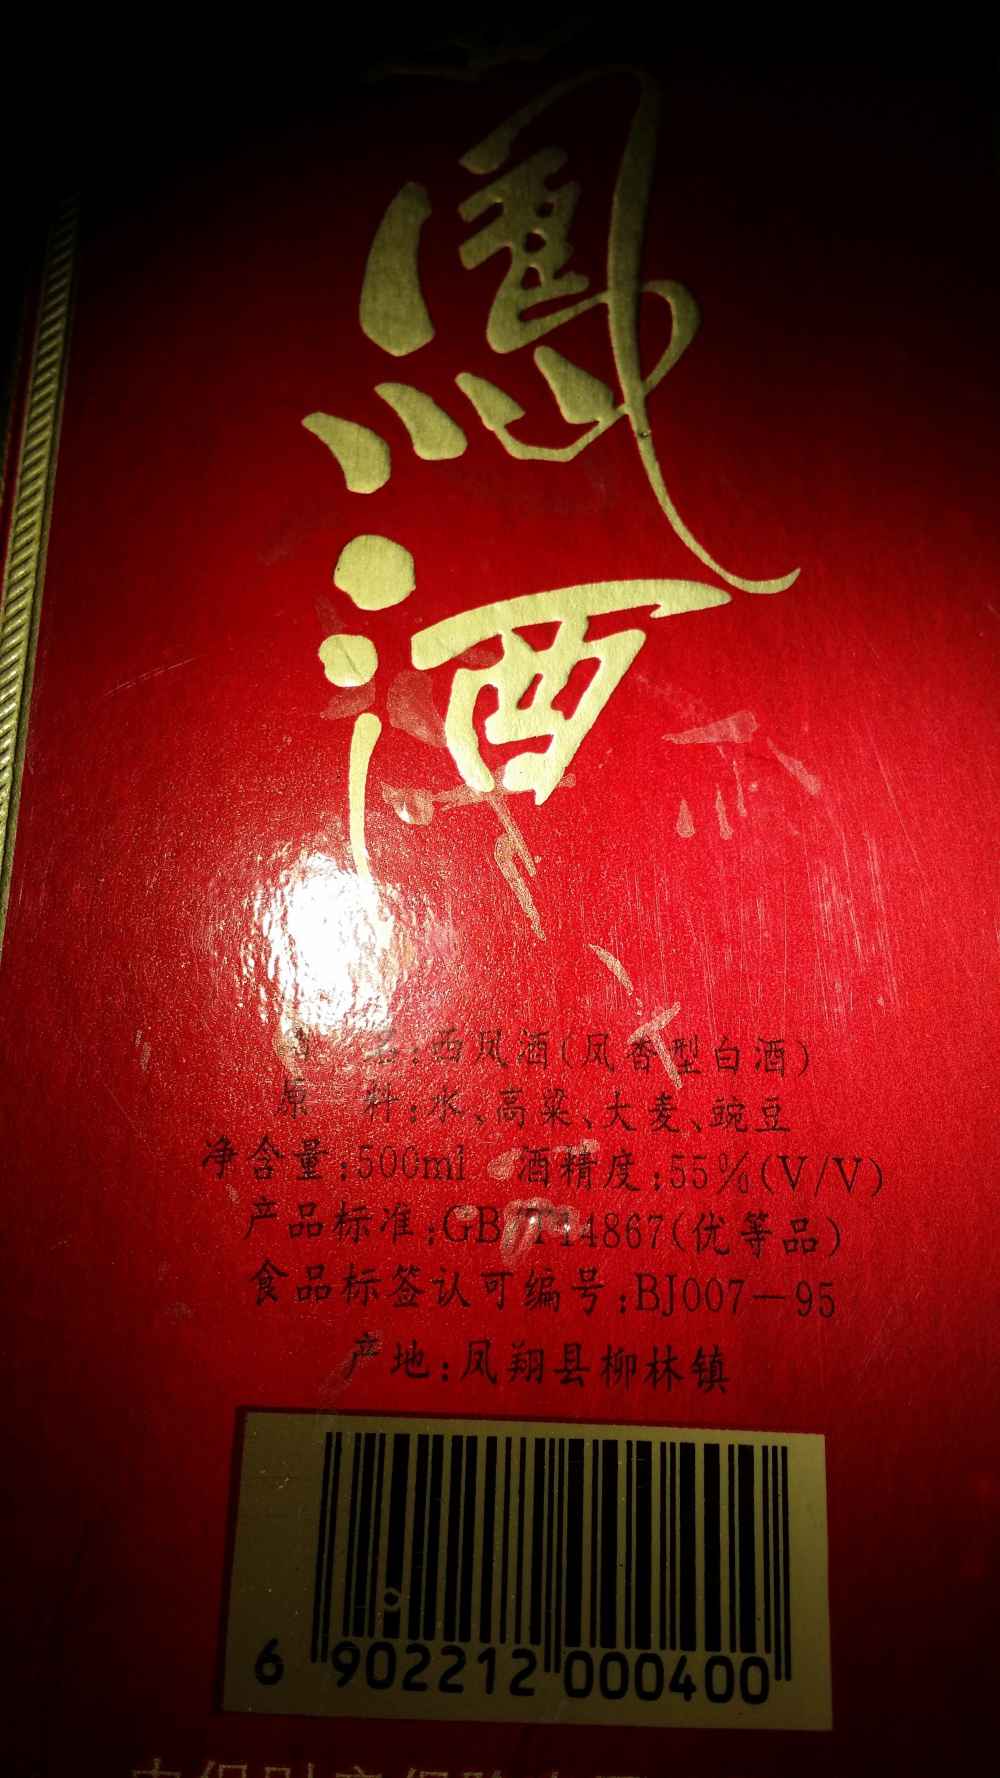 鳳
酒
名:西凤酒(凤香型白酒)
原 料:水、高粱、大麦、豌豆
净含量:500ml 酒精度:55%(V/V)
产品标准:GB/T14867(优等品)
食品标签认可编号:BJ007-95
产地:凤翔县柳林镇
6 902212 000400